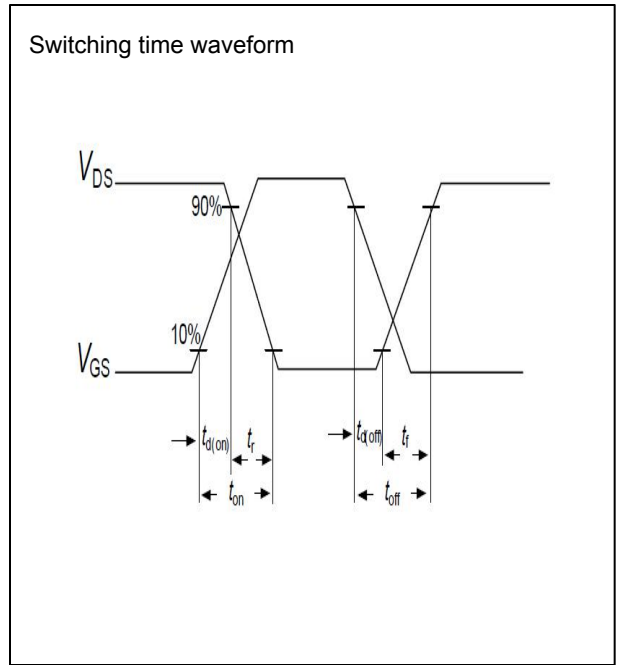 Switching time waveform
VDS
90%
10%
VGS
td(on) tr td(off) tf
ton toff